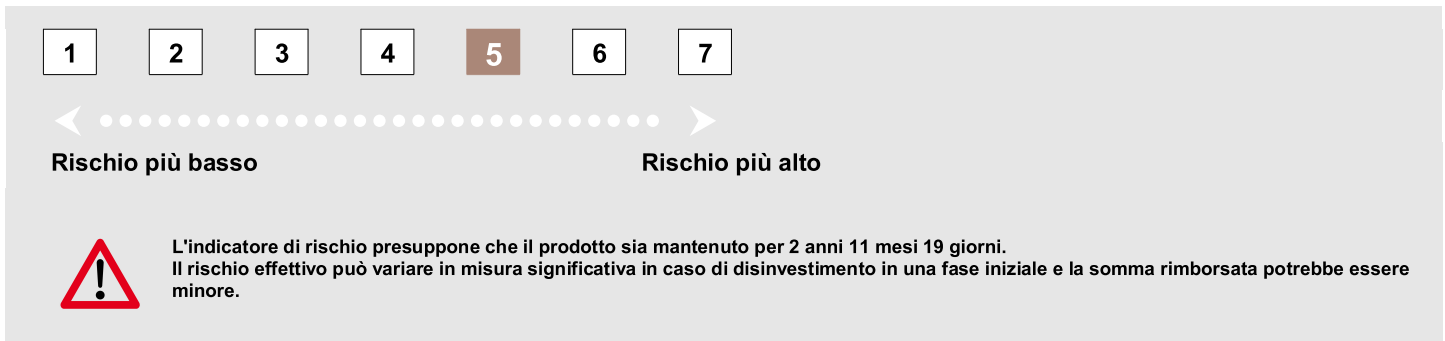 1 2 3 4 5 6 7
Rischio più basso Rischio più alto
L'indicatore di rischio presuppone che il prodotto sia mantenuto per 2 anni 11 mesi 19 giorni.
Il rischio effettivo può variare in misura significativa in caso di disinvestimento in una fase iniziale e la somma rimborsata potrebbe essere
minore.